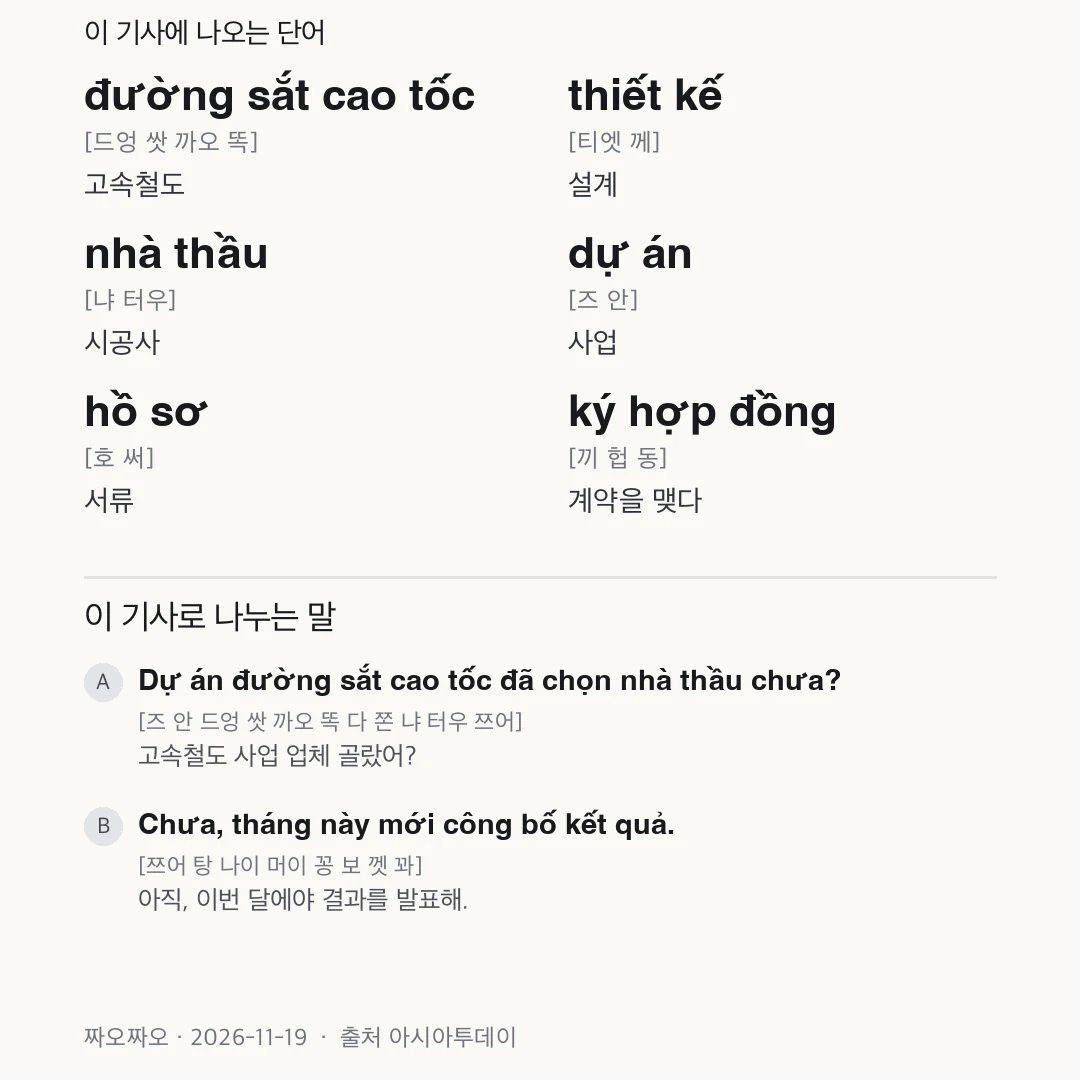 이 기사에 나오는 단어
đường sắt cao tốc
[드엉 쌋 까오 똑]
고속철도
thiết kế
[티엣 께]
설계
nhà thầu
[냐 터우]
시공사
dự án
[즈 안]
사업
hồ sơ
[호 써]
서류
ký hợp đồng
[끼 헙 동]
계약을 맺다
이 기사로 나누는 말
A
Dự án đường sắt cao tốc đã chọn nhà thầu chưa?
[즈 안 드엉 쌋 까오 똑 다 쫀 냐 터우 쯔어]
고속철도 사업 업체 골랐어?
B
Chưa, tháng này mới công bố kết quả.
[쯔어 탕 나이 머이 꽁 보 껫 꽈]
아직, 이번 달에야 결과를 발표해.
짜오짜오 · 2026-11-19 · 출처 아시아투데이